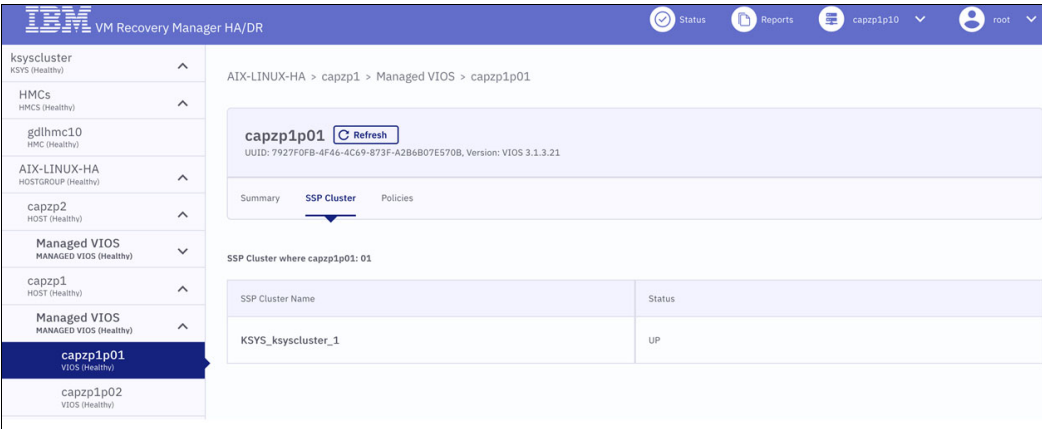 IBM VM Recovery Manager HA/DR
Status
Reports
capzp1p10
root
ksyscluster
KSYS (Healthy)
HMCs
HMCS (Healthy)
gdlhmc10
HMC (Healthy)
AIX-LINUX-HA
HOSTGROUP (Healthy)
capzp2
HOST (Healthy)
Managed VIOS
MANAGED VIOS (Healthy)
capzp1
HOST (Healthy)
Managed VIOS
MANAGED VIOS (Healthy)
capzp1p01
VIOS (Healthy)
capzp1p02
VIOS (Healthy)
AIX-LINUX-HA > capzp1 > Managed VIOS > capzp1p01
capzp1p01 Refresh
UUID: 7927F0FB-4F46-4C69-873F-A2B6B07E570B, Version: VIOS 3.1.3.21
Summary SSP Cluster Policies
SSP Cluster where capzp1p01: 01
SSP Cluster Name Status
KSYS_ksyscluster_1 UP